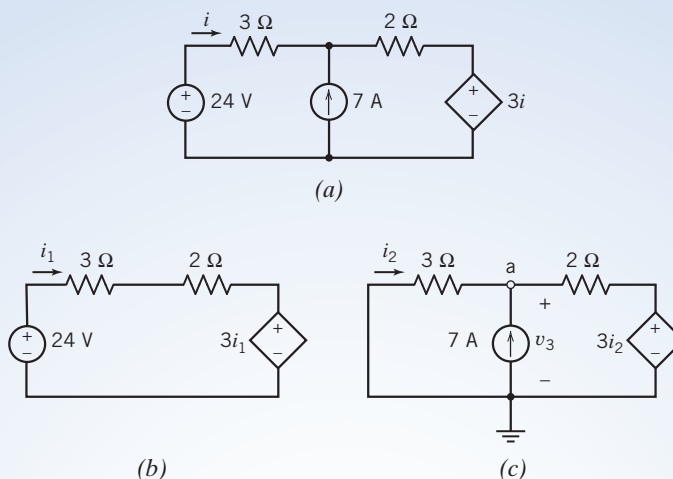 i 3 Ω 2 Ω
+ − 24 V 7 A + − 3i
(a)
i₁ 3 Ω 2 Ω
+ − 24 V + − 3i₁
(b)
i₂ 3 Ω a 2 Ω
7 A + v₃ − + − 3i₂
(c)